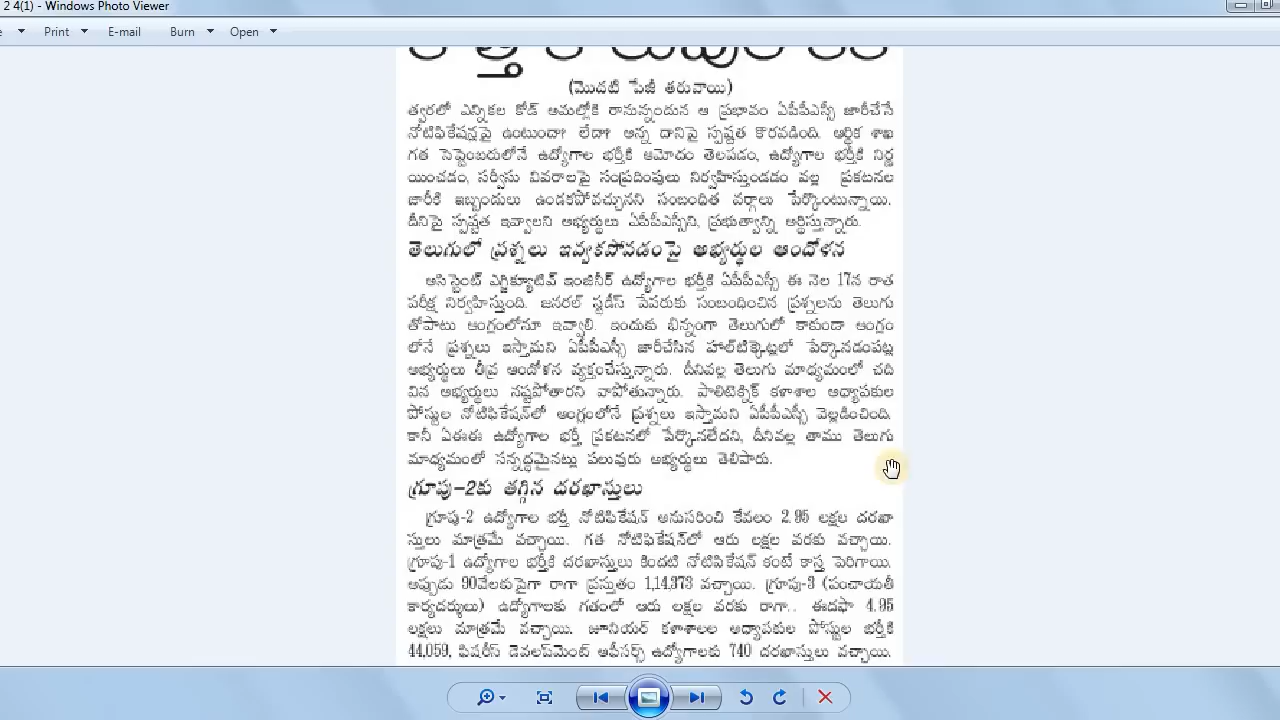 2 4(1) - Windows Photo Viewer
Print E-mail Burn Open
(మొదటి పేజీ తరువాయి)
త్వరలో ఎన్నికల కోడ్ అమల్లోకి రానున్నందున ఆ ప్రభావం ఏపీపీఎస్సీ జారీచేసే
నోటిఫికేషన్లపై ఉంటుందా? లేదా? అన్న దానిపై స్పష్టత కొరవడింది. ఆర్థిక శాఖ
గత సెప్టెంబరులోనే ఉద్యోగాల భర్తీకి ఆమోదం తెలపడం, ఉద్యోగాల భర్తీకి నిర్ణ
యించడం, సర్వీసు వివరాలపై సంప్రదింపులు నిర్వహిస్తుండడం వల్ల ప్రకటనల
జారీకి ఇబ్బందులు ఉండకపోవచ్చునని సంబంధిత వర్గాలు పేర్కొంటున్నాయి.
దీనిపై స్పష్టత ఇవ్వాలని అభ్యర్థులు ఏపీపీఎస్సీని, ప్రభుత్వాన్ని ఆర్థిస్తున్నారు.
తెలుగులో ప్రశ్నలు ఇవ్వకపోవడంపై అభ్యర్థుల ఆందోళన
అసిస్టెంట్ ఎగ్జిక్యూటివ్ ఇంజినీర్ ఉద్యోగాల భర్తీకి ఏపీపీఎస్సీ ఈ నెల 17న రాత
పరీక్ష నిర్వహిస్తుంది. జనరల్ స్టడీస్ పేపరుకు సంబంధించిన ప్రశ్నలను తెలుగు
తోపాటు ఆంగ్లంలోనూ ఇవ్వాలి. ఇందుకు భిన్నంగా తెలుగులో కాకుండా ఆంగ్లం
లోనే ప్రశ్నలు ఇస్తామని ఏపీపీఎస్సీ జారీచేసిన హాల్‌టిక్కెట్లలో పేర్కొనడంపట్ల
అభ్యర్థులు తీవ్ర ఆందోళన వ్యక్తంచేస్తున్నారు. దీనివల్ల తెలుగు మాధ్యమంలో చది
విన అభ్యర్థులు నష్టపోతారని వాపోతున్నారు. పాలిటెక్నిక్ కళాశాల అధ్యాపకుల
పోస్టుల నోటిఫికేషన్‌లో ఆంగ్లంలోనే ప్రశ్నలు ఇస్తామని ఏపీపీఎస్సీ వెల్లడించింది.
కానీ ఏఈఈ ఉద్యోగాల భర్తీ ప్రకటనలో పేర్కొనలేదని, దీనివల్ల తాము తెలుగు
మాధ్యమంలో సన్నద్ధమైనట్లు పలువురు అభ్యర్థులు తెలిపారు.
గ్రూపు-2కు తగ్గిన దరఖాస్తులు
గ్రూపు-2 ఉద్యోగాల భర్తీ నోటిఫికేషన్ అనుసరించి కేవలం 2.95 లక్షల దరఖా
స్తులు మాత్రమే వచ్చాయి. గత నోటిఫికేషన్‌లో ఆరు లక్షల వరకు వచ్చాయి.
గ్రూపు-1 ఉద్యోగాల భర్తీకి దరఖాస్తులు కిందటి నోటిఫికేషన్ కంటే కాస్త పెరిగాయి.
అప్పుడు 90వేలకుపైగా రాగా ప్రస్తుతం 1,14,373 వచ్చాయి. గ్రూపు-3 (పంచాయతీ
కార్యదర్శులు) ఉద్యోగాలకు గతంలో ఆరు లక్షల వరకు రాగా.. ఈదఫా 4.95
లక్షలు మాత్రమే వచ్చాయి. జూనియర్ కళాశాలల అధ్యాపకుల పోస్టుల భర్తీకి
44,059, ఫిషరీస్ డెవలప్‌మెంట్ ఆఫీసర్స్ ఉద్యోగాలకు 740 దరఖాస్తులు వచ్చాయి.